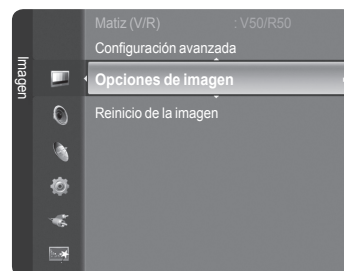 Imagen
Matiz (V/R) : V50/R50
Configuración avanzada
Opciones de imagen
Reinicio de la imagen